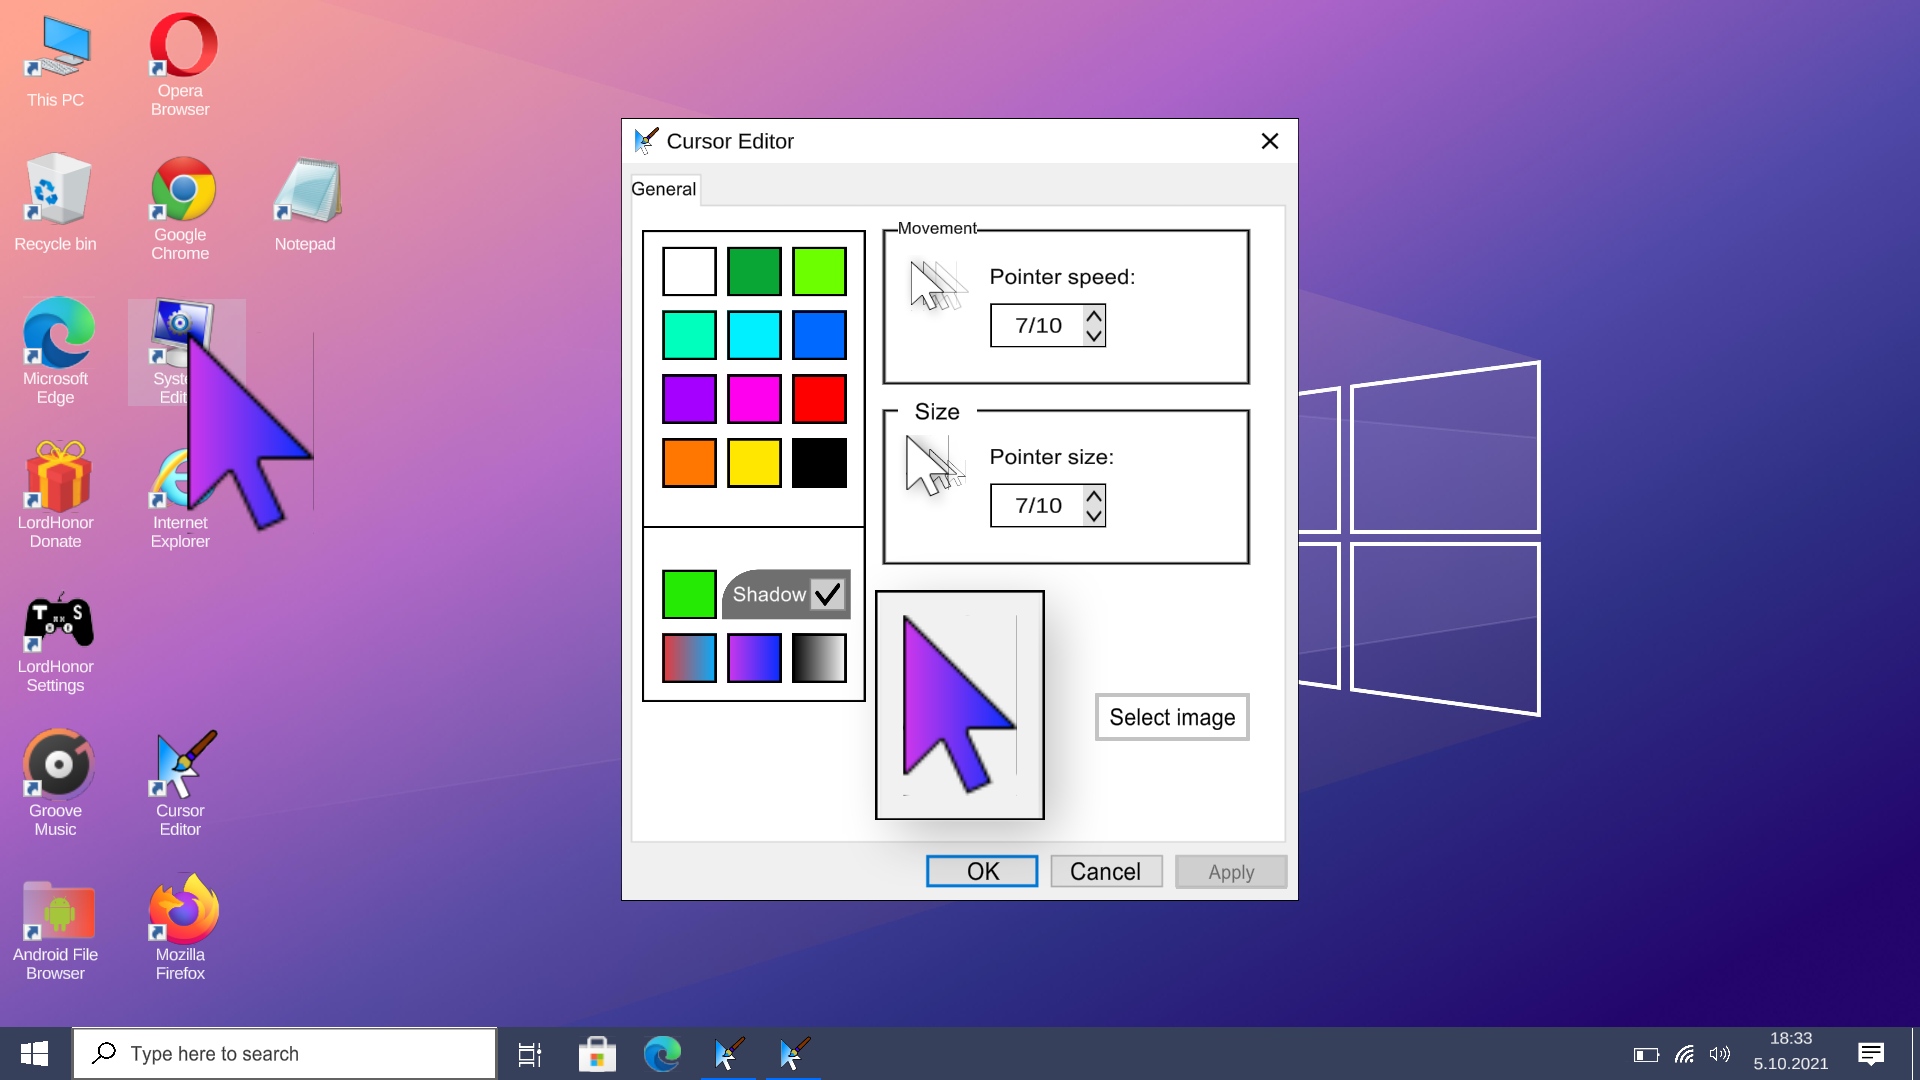 This PC
Opera
Browser
Recycle bin
Google
Chrome
Notepad
Microsoft
Edge
LordHonor
Donate
Internet
Explorer
T S
LordHonor
Settings
Groove
Music
Cursor
Editor
Android File
Browser
Mozilla
Firefox
Cursor Editor
General
Movement
Pointer speed:
7/10
Size
Pointer size:
7/10
Shadow
Select image
OK
Cancel
Apply
Type here to search
18:33
5.10.2021